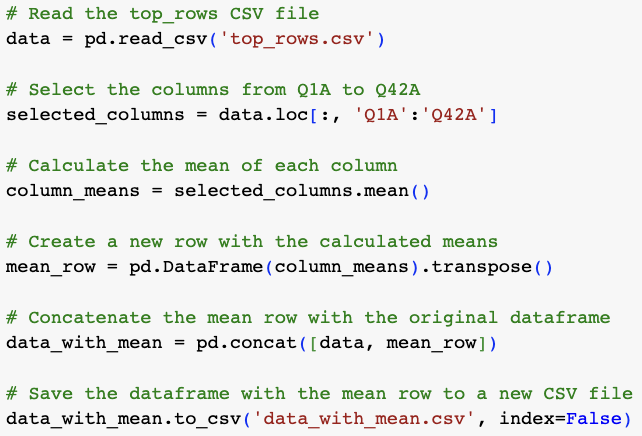 # Read the top_rows CSV file
data = pd.read_csv('top_rows.csv')
# Select the columns from Q1A to Q42A
selected_columns = data.loc[:, 'Q1A':'Q42A']
# Calculate the mean of each column
column_means = selected_columns.mean()
# Create a new row with the calculated means
mean_row = pd.DataFrame(column_means).transpose()
# Concatenate the mean row with the original dataframe
data_with_mean = pd.concat([data, mean_row])
# Save the dataframe with the mean row to a new CSV file
data_with_mean.to_csv('data_with_mean.csv', index=False)